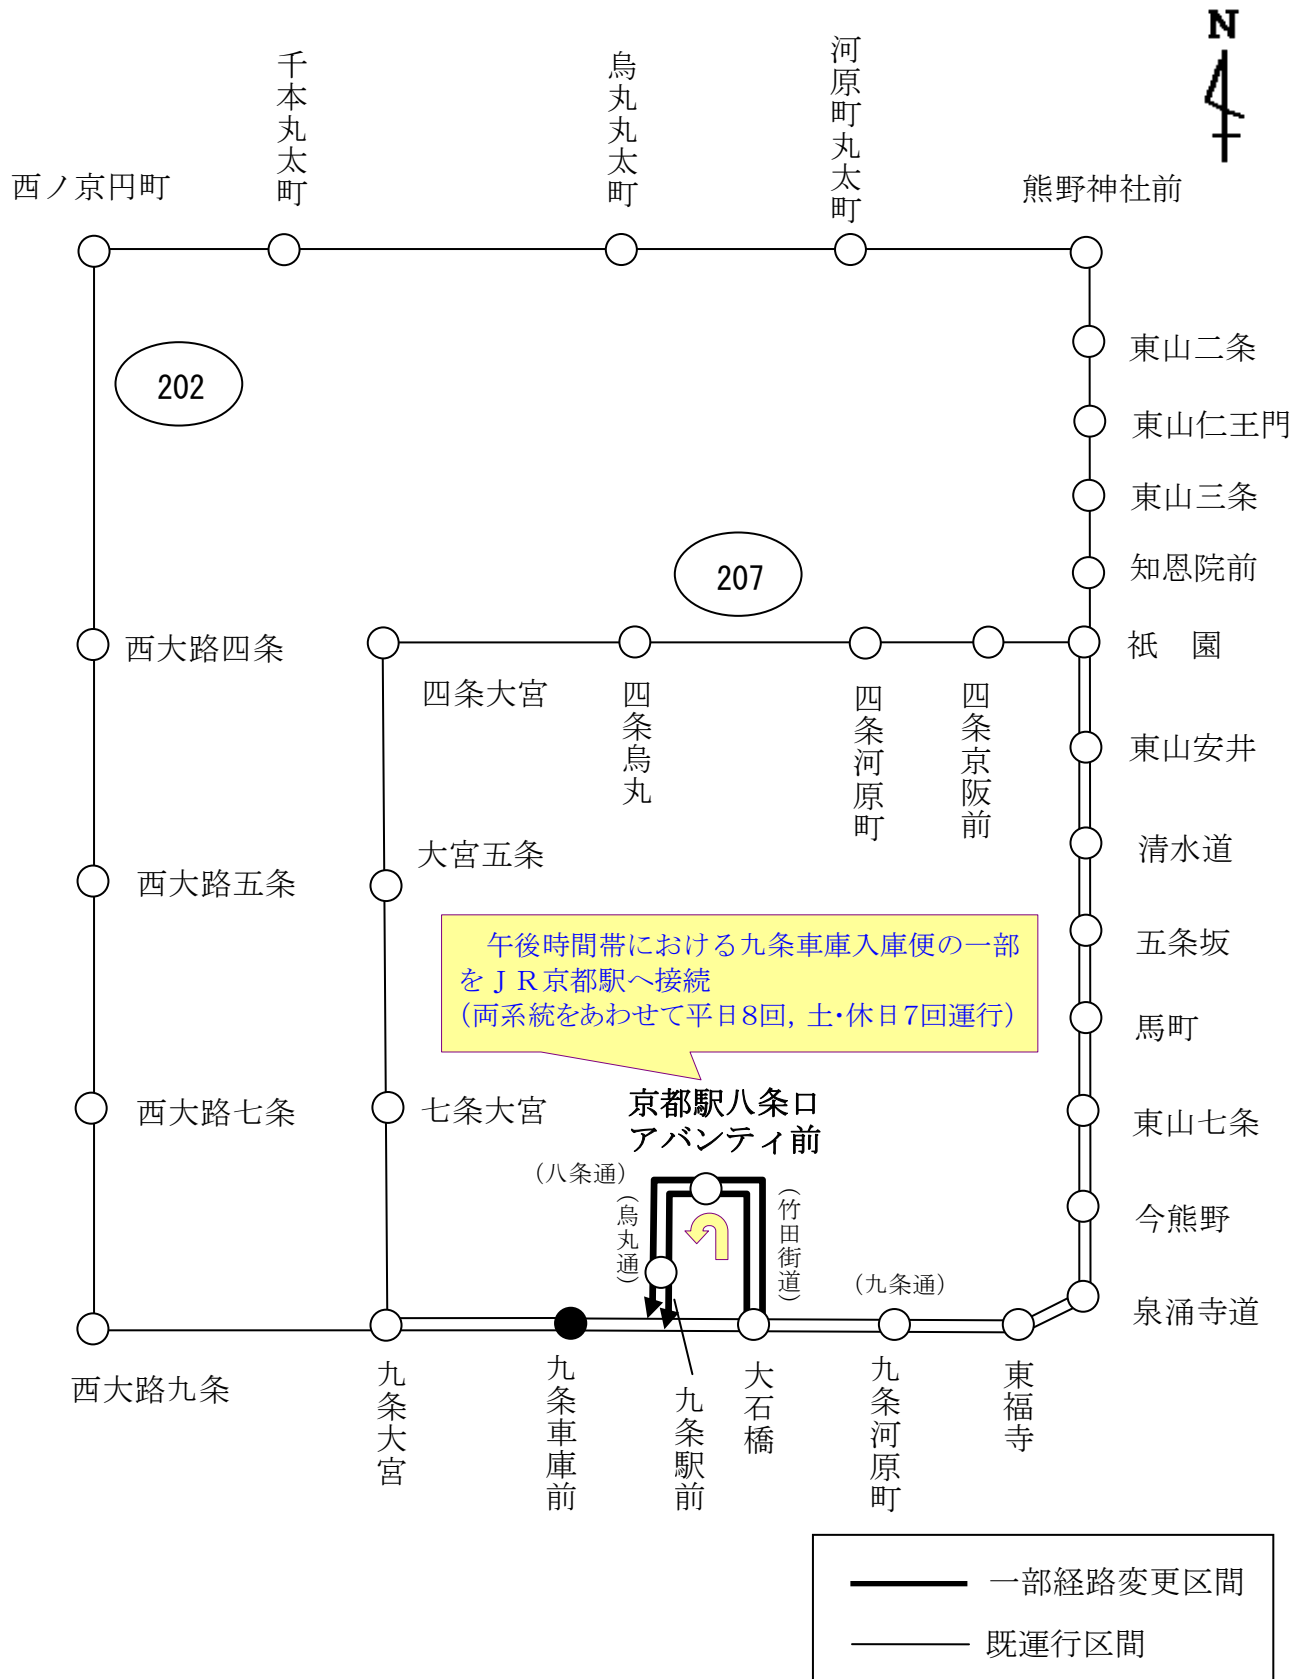 N
千本丸太町
烏丸丸太町
河原町丸太町
西ノ京円町
熊野神社前
東山二条
202
東山仁王門
東山三条
207
知恩院前
西大路四条
祇　園
四条大宮
四条烏丸
四条河原町
四条京阪前
東山安井
大宮五条
清水道
西大路五条
午後時間帯における九条車庫入庫便の一部
をＪＲ京都駅へ接続
(両系統をあわせて平日8回, 土・休日7回運行)
五条坂
馬町
西大路七条
七条大宮
京都駅八条口
アバンティ前
東山七条
(八条通)
(烏丸通)
(竹田街道)
今熊野
(九条通)
泉涌寺道
西大路九条
九条大宮
九条車庫前
九条駅前
大石橋
九条河原町
東福寺
一部経路変更区間
既運行区間